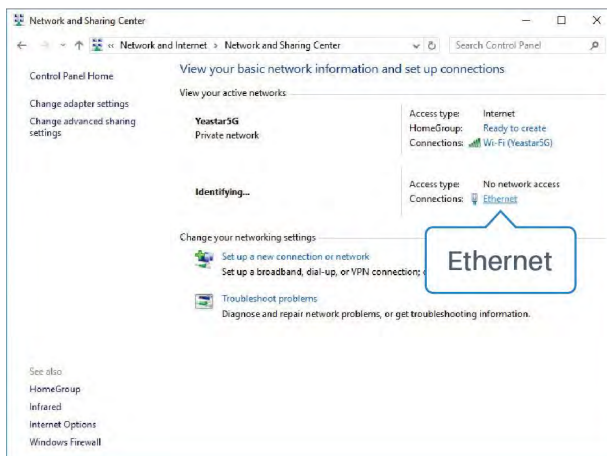 Network and Sharing Center
« Network and Internet > Network and Sharing Center
Search Control Panel
Control Panel Home
Change adapter settings
Change advanced sharing
settings
View your basic network information and set up connections
View your active networks
Yeastar5G
Private network
Access type: Internet
HomeGroup: Ready to create
Connections: Wi-Fi (Yeastar5G)
Identifying...
Access type: No network access
Connections: Ethernet
Ethernet
Change your networking settings
Set up a new connection or network
Set up a broadband, dial-up, or VPN connection;
Troubleshoot problems
Diagnose and repair network problems, or get troubleshooting information.
See also
HomeGroup
Infrared
Internet Options
Windows Firewall